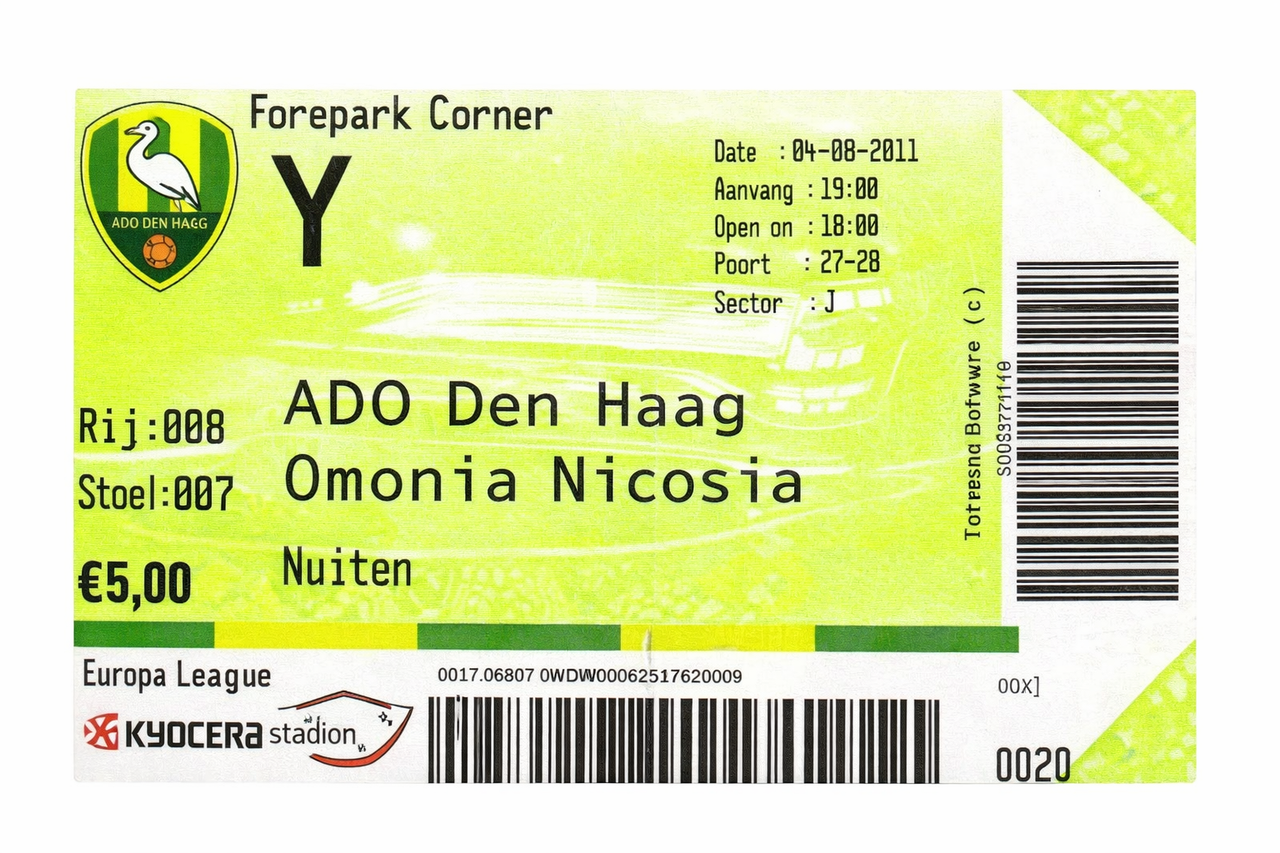 Forepark Corner
Y
ADO DEN HAGG
Date : 04-08-2011
Aanvang : 19:00
Open on : 18:00
Poort : 27-28
Sector : J
ADO Den Haag
Omonia Nicosia
Rij:008
Stoel:007
Nuiten
€5,00
Totresna Bofwwre (c)
S0083771140
Europa League
KYOCERA stadion
0017.06807 0WDW00062517620009
00X]
0020